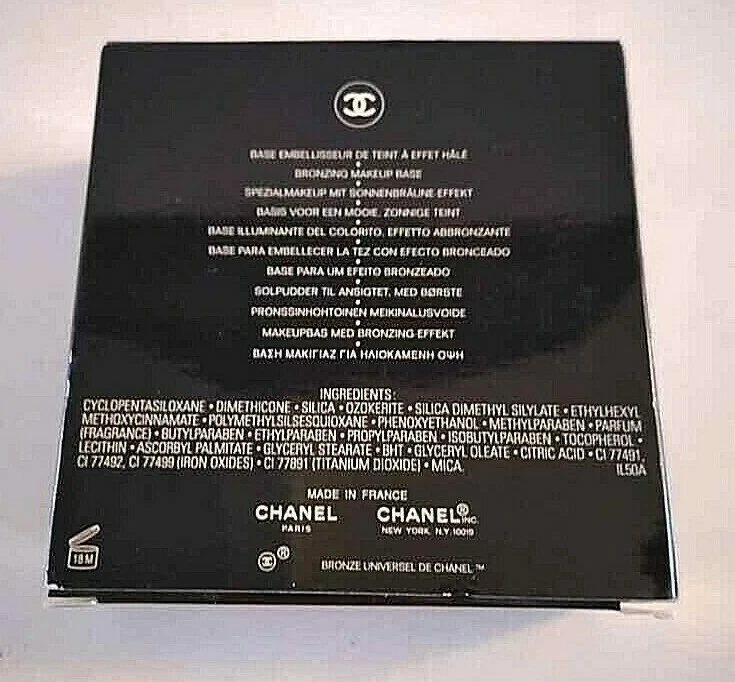 BASE EMBELLISSEUR DE TEINT À EFFET HÂLÉ
BRONZING MAKEUP BASE
SPEZIALMAKEUP MIT SONNENBRÄUNE-EFFEKT
BASIS VOOR EEN MOOIE, ZONNIGE TEINT
BASE ILLUMINANTE DEL COLORITO, EFFETTO ABBRONZANTE
BASE PARA EMBELLECER LA TEZ CON EFECTO BRONCEADO
BASE PARA UM EFEITO BRONZEADO
SOLPUDDER TIL ANSIGTET, MED BØRSTE
PRONSSINHOHTOINEN MEIKINALUSVOIDE
MAKEUPBAS MED BRONZING-EFFEKT
ΒΑΣΗ ΜΑΚΙΓΙΑΖ ΓΙΑ ΗΛΙΟΚΑΜΕΝΗ ΟΨΗ
INGREDIENTS:
CYCLOPENTASILOXANE • DIMETHICONE • SILICA • OZOKERITE • SILICA DIMETHYL SILYLATE • ETHYLHEXYL
METHOXYCINNAMATE • POLYMETHYLSILSESQUIOXANE • PHENOXYETHANOL • METHYLPARABEN • PARFUM
(FRAGRANCE) • BUTYLPARABEN • ETHYLPARABEN • PROPYLPARABEN • ISOBUTYLPARABEN • TOCOPHEROL •
LECITHIN • ASCORBYL PALMITATE • GLYCERYL STEARATE • BHT • GLYCERYL OLEATE • CITRIC ACID • CI 77491,
CI 77492, CI 77499 (IRON OXIDES) • CI 77891 (TITANIUM DIOXIDE) • MICA. IL50A
MADE IN FRANCE
CHANEL CHANEL® INC.
PARIS NEW YORK, N.Y. 10019
18M ® BRONZE UNIVERSEL DE CHANEL™